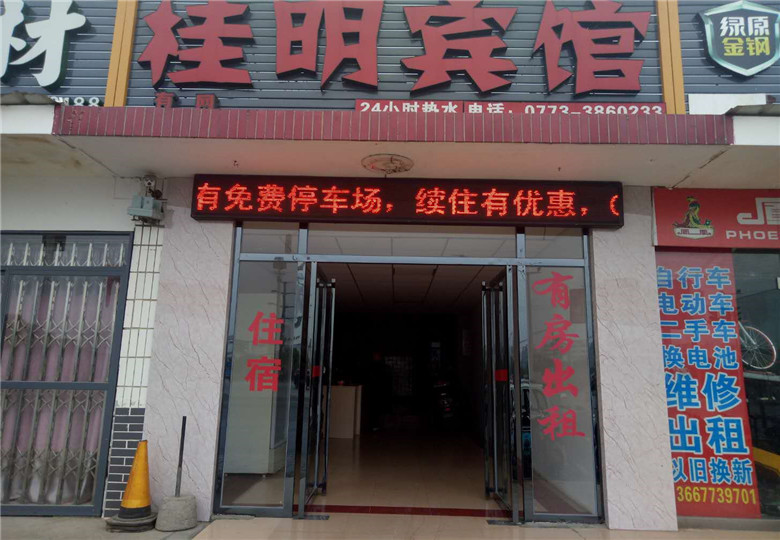 材
桂明宾馆
绿原
金钢
88
24小时热水 电话：0773-3860233
有免费停车场，续住有优惠，（
PHOE
住宿
有房出租
自行车
电动车
二手车
换电池
维修
出租
以旧换新
3667739701